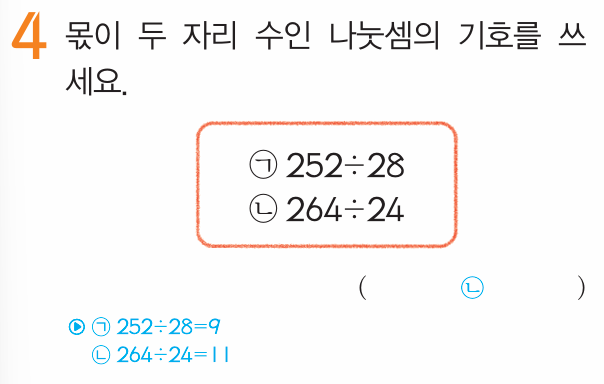 4 몫이 두 자리 수인 나눗셈의 기호를 쓰
세요.
㉠ 252÷28
㉡ 264÷24
( ㉡ )
▶ ㉠ 252÷28=9
㉡ 264÷24=11